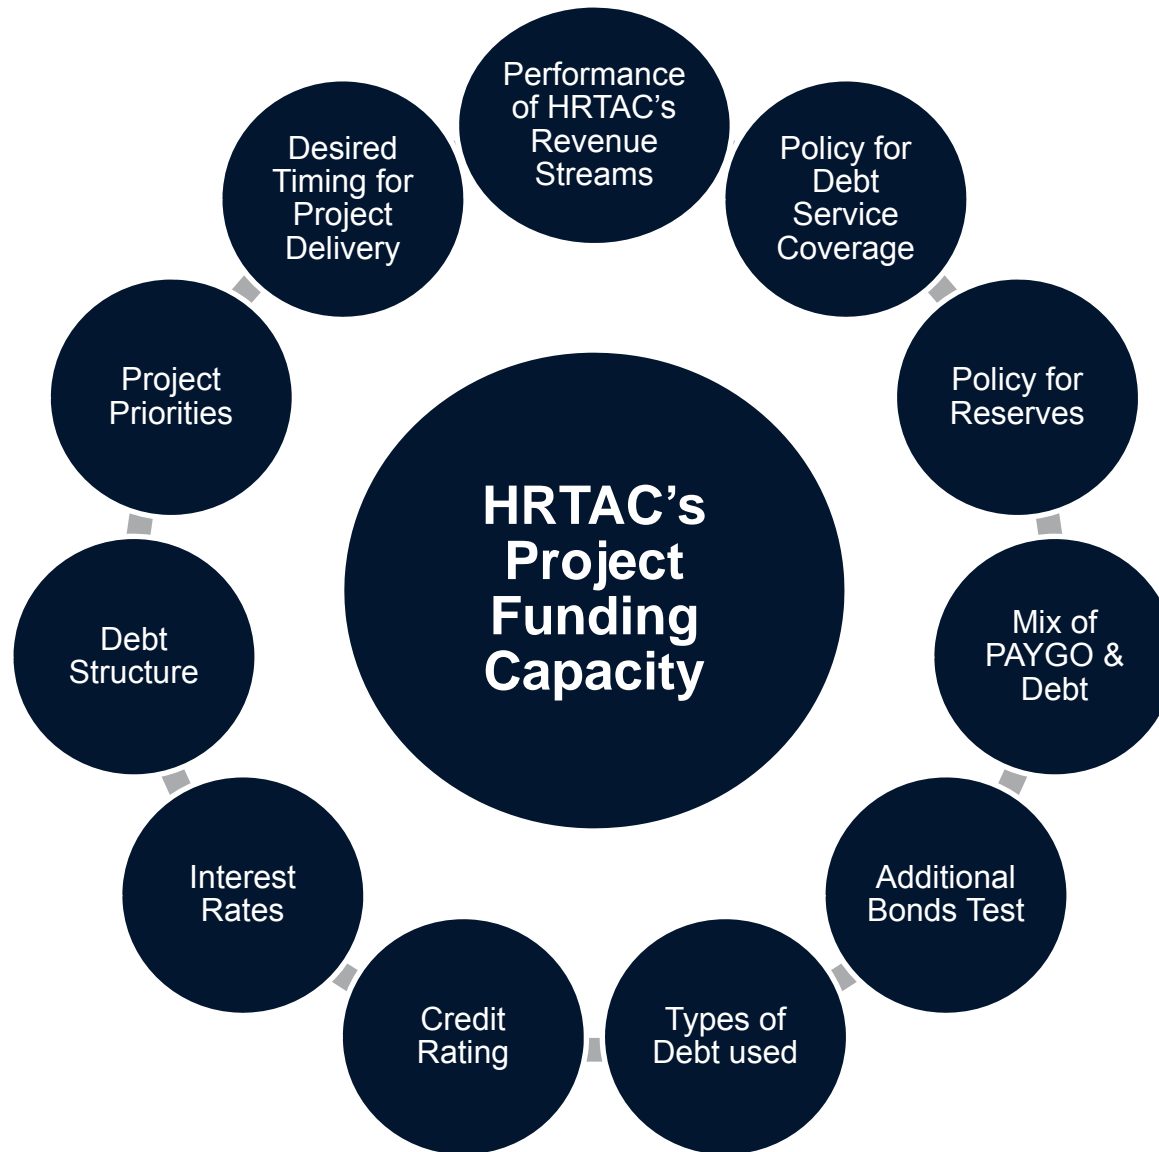 Performance
of HRTAC’s
Revenue
Streams
Policy for
Debt
Service
Coverage
Policy for
Reserves
Mix of
PAYGO &
Debt
Additional
Bonds Test
Types of
Debt used
Credit
Rating
Interest
Rates
Debt
Structure
Project
Priorities
Desired
Timing for
Project
Delivery
HRTAC’s
Project
Funding
Capacity